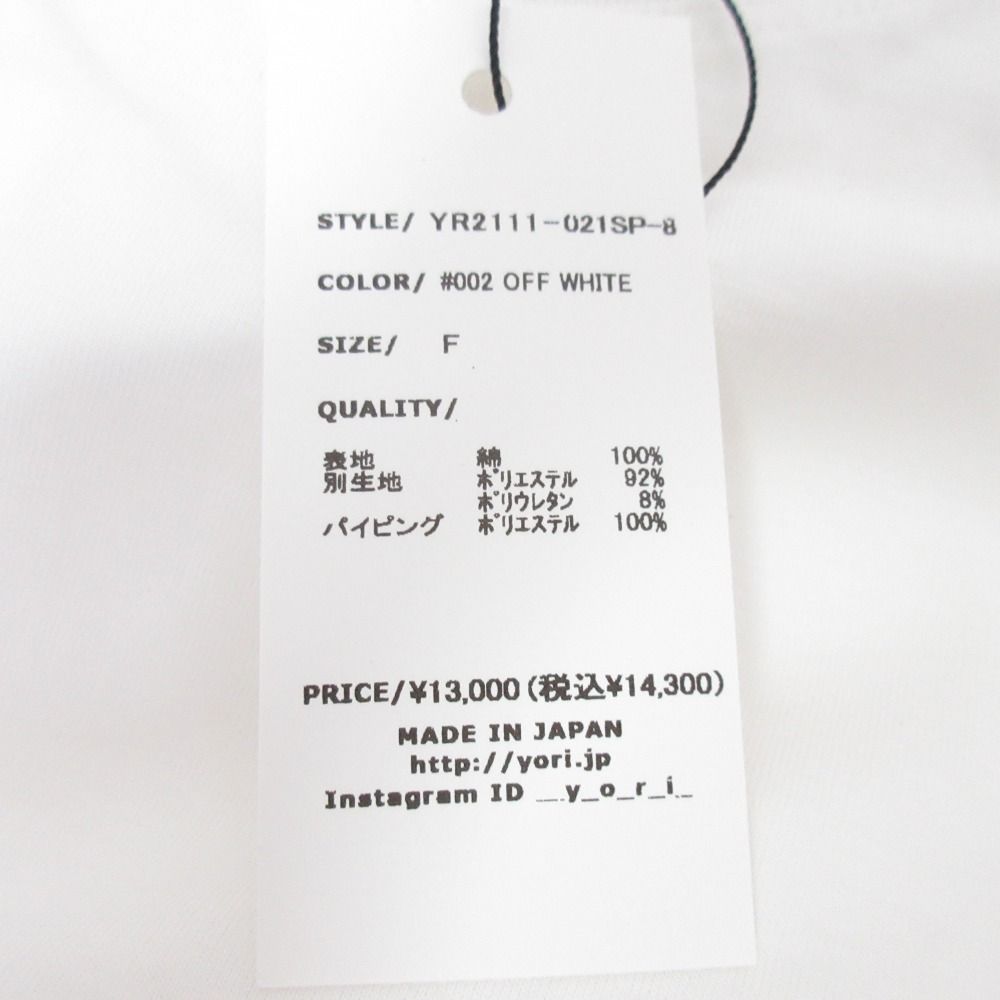 STYLE/ YR2111-021SP-8
COLOR/ #002 OFF WHITE
SIZE/ F
QUALITY/
表地 綿 100%
別生地 ポリエステル 92%
ポリウレタン 8%
パイピング ポリエステル 100%
PRICE/¥13,000(税込¥14,300)
MADE IN JAPAN
http://yori.jp
Instagram ID __y_o_r_i_